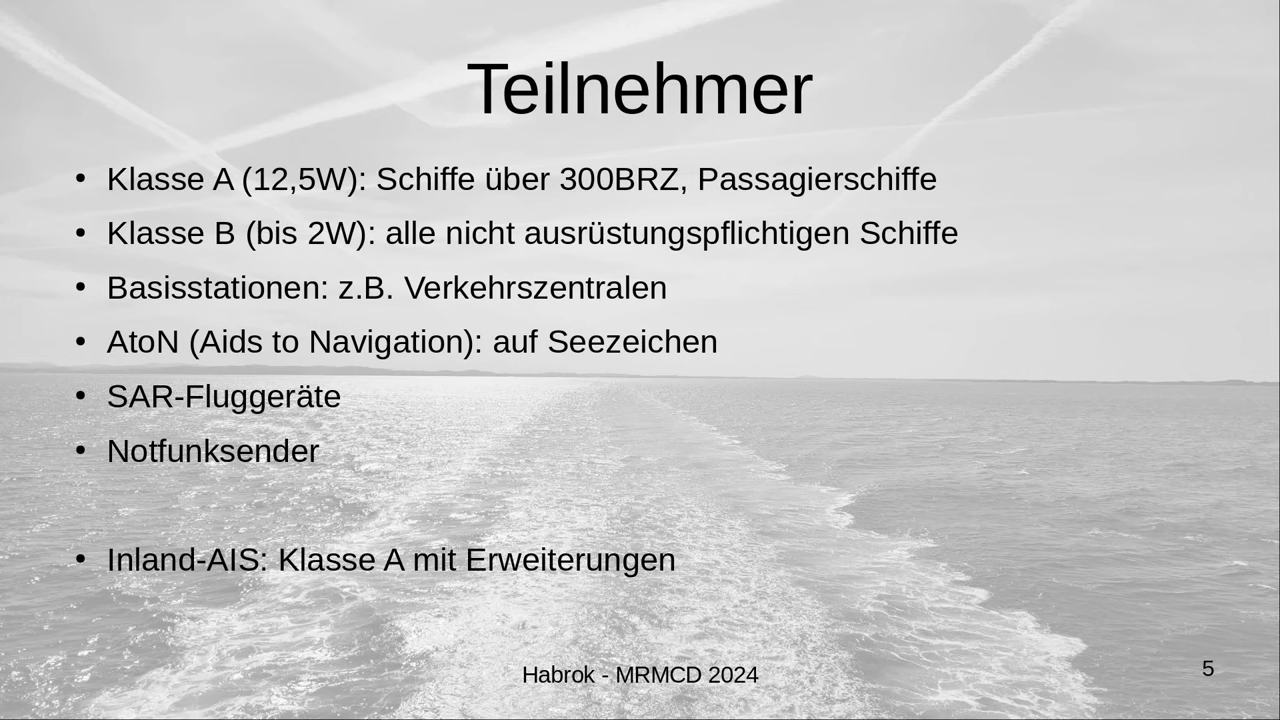 Teilnehmer
• Klasse A (12,5W): Schiffe über 300BRZ, Passagierschiffe
• Klasse B (bis 2W): alle nicht ausrüstungspflichtigen Schiffe
• Basisstationen: z.B. Verkehrszentralen
• AtoN (Aids to Navigation): auf Seezeichen
• SAR-Fluggeräte
• Notfunksender
• Inland-AIS: Klasse A mit Erweiterungen
Habrok - MRMCD 2024
5